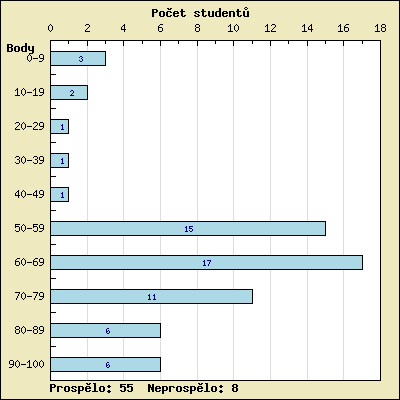 Počet studentů
0 2 4 6 8 10 12 14 16 18
Body
0-9 3
10-19 2
20-29 1
30-39 1
40-49 1
50-59 15
60-69 17
70-79 11
80-89 6
90-100 6
Prospělo: 55 Neprospělo: 8